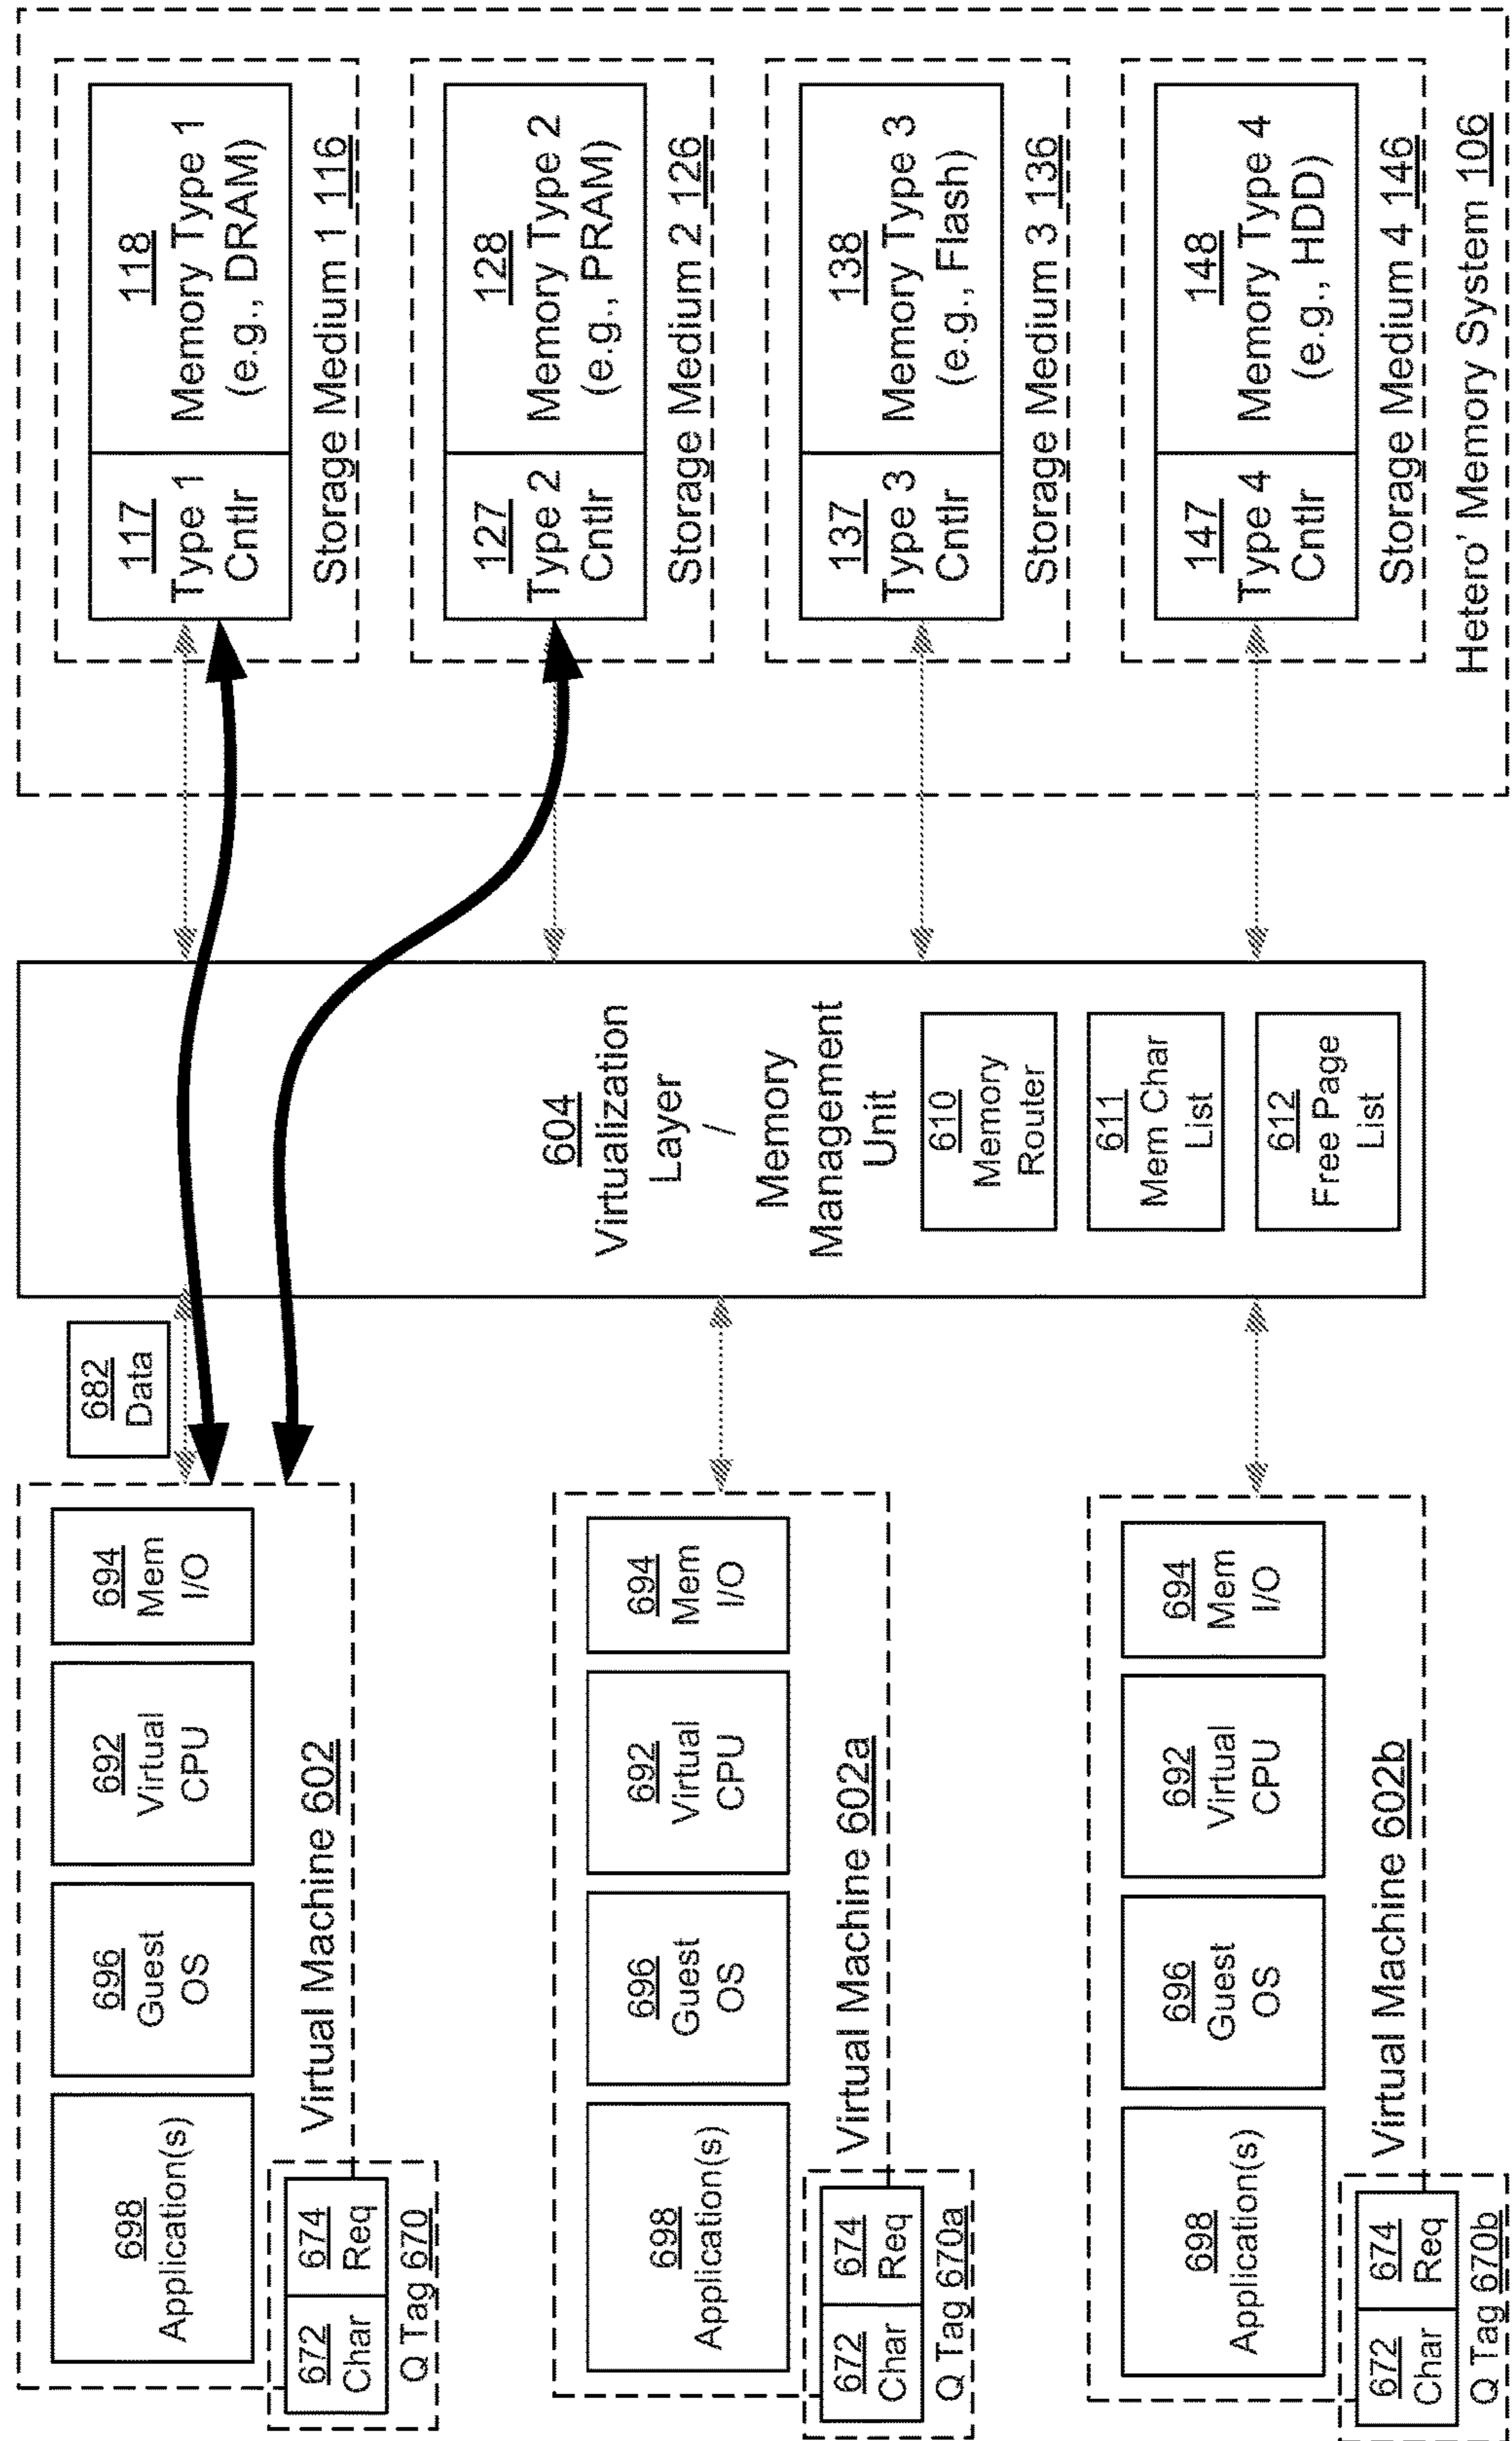 698
Application(s)
696
Guest
OS
692
Virtual
CPU
694
Mem
I/O
Virtual Machine 602
672
Char
674
Req
Q Tag 670
682
Data
698
Application(s)
696
Guest
OS
692
Virtual
CPU
694
Mem
I/O
Virtual Machine 602a
672
Char
674
Req
Q Tag 670a
698
Application(s)
696
Guest
OS
692
Virtual
CPU
694
Mem
I/O
Virtual Machine 602b
672
Char
674
Req
Q Tag 670b
604
Virtualization
Layer
/
Memory
Management
Unit
610
Memory
Router
611
Mem Char
List
612
Free Page
List
117
Type 1
Cntlr
118
Memory Type 1
(e.g., DRAM)
Storage Medium 1 116
127
Type 2
Cntlr
128
Memory Type 2
(e.g., PRAM)
Storage Medium 2 126
137
Type 3
Cntlr
138
Memory Type 3
(e.g., Flash)
Storage Medium 3 136
147
Type 4
Cntlr
148
Memory Type 4
(e.g., HDD)
Storage Medium 4 146
Hetero' Memory System 106